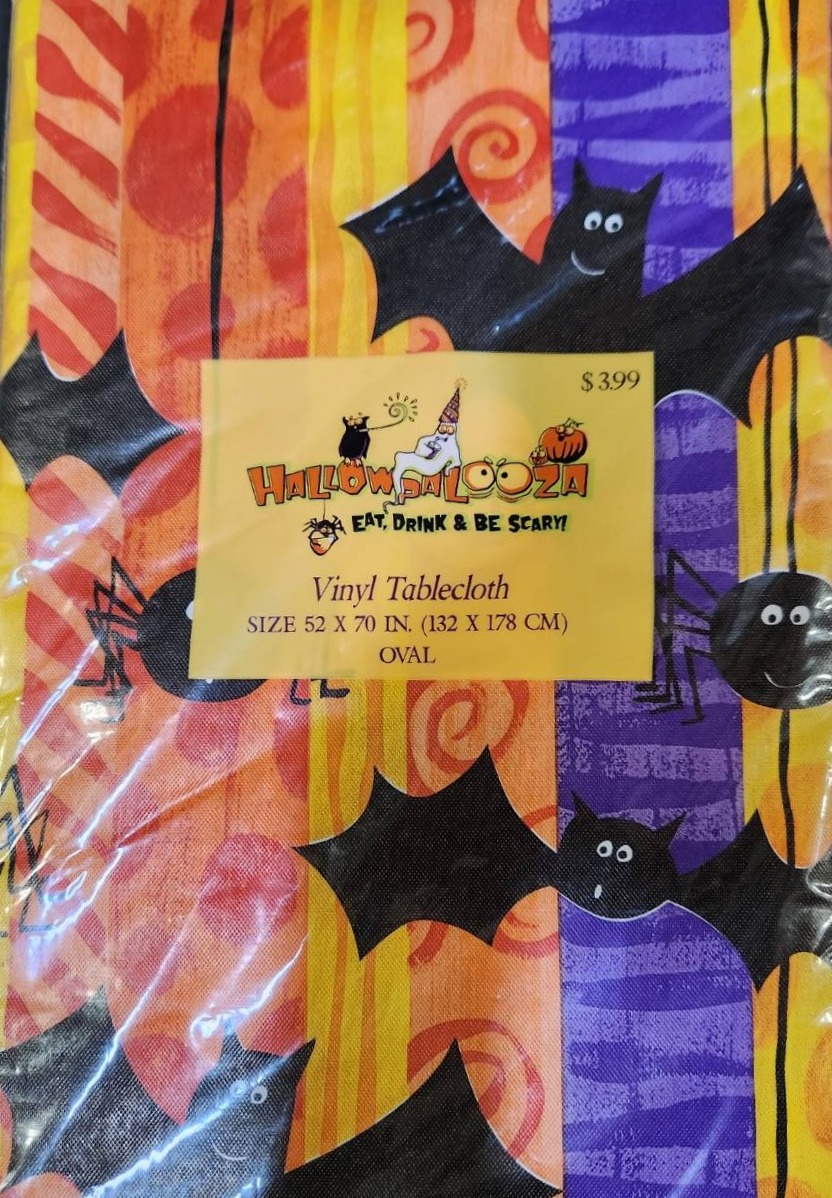 $3.99
HALLOWPALOOZA
EAT, DRINK & BE SCARY!
Vinyl Tablecloth
SIZE 52 X 70 IN. (132 X 178 CM)
OVAL